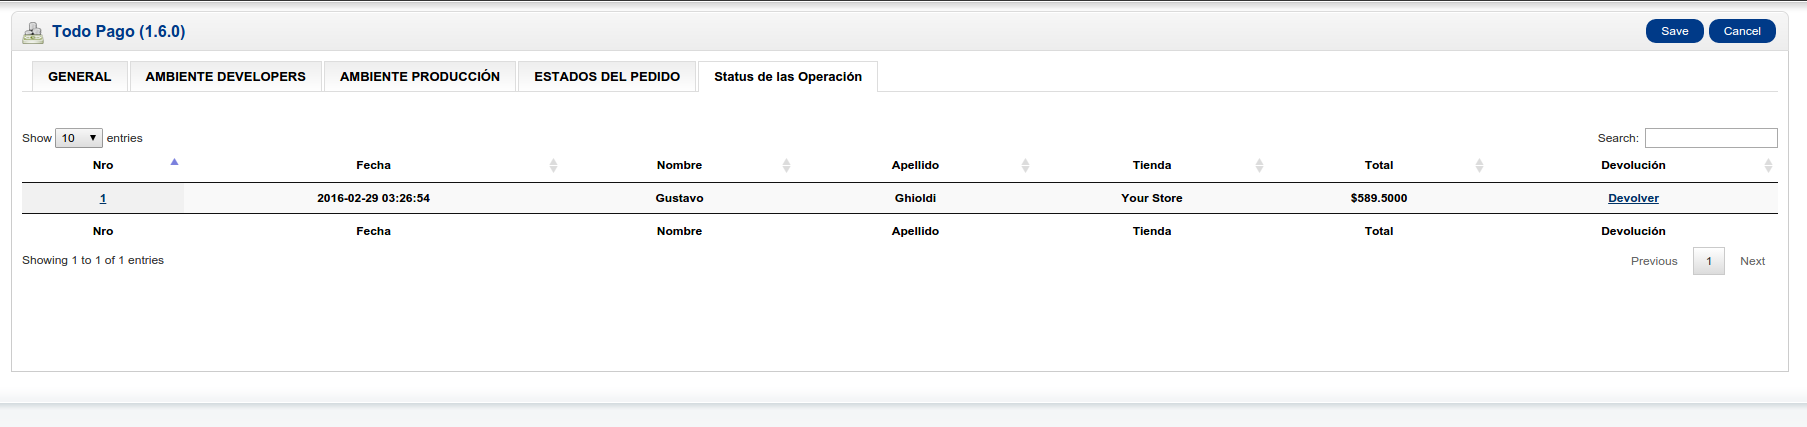 Todo Pago (1.6.0)
Save Cancel
GENERAL AMBIENTE DEVELOPERS AMBIENTE PRODUCCIÓN ESTADOS DEL PEDIDO Status de las Operación
Show 10 entries Search:
Nro Fecha Nombre Apellido Tienda Total Devolución
1 2016-02-29 03:26:54 Gustavo Ghioldi Your Store $589.5000 Devolver
Nro Fecha Nombre Apellido Tienda Total Devolución
Showing 1 to 1 of 1 entries Previous 1 Next